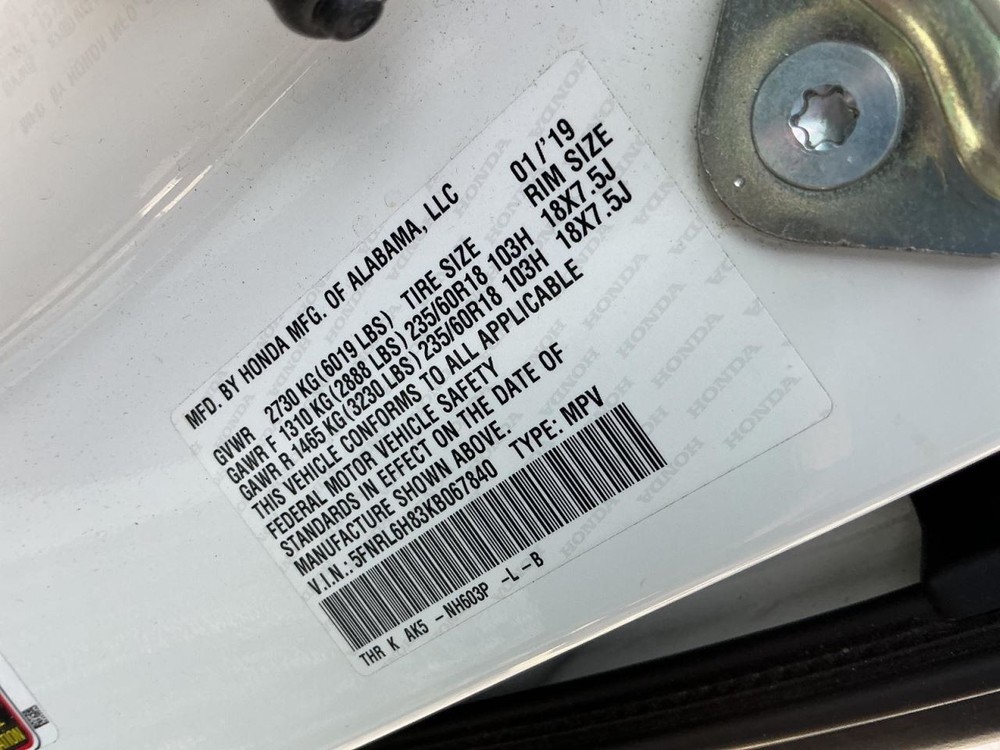 MFD. BY HONDA MFG. OF ALABAMA, LLC 01/'19
GVWR 2730 KG(6019 LBS) TIRE SIZE RIM SIZE
GAWR F 1310 KG(2888 LBS) 235/60R18 103H 18X7.5J
GAWR R 1465 KG(3230 LBS) 235/60R18 103H 18X7.5J
THIS VEHICLE CONFORMS TO ALL APPLICABLE
FEDERAL MOTOR VEHICLE SAFETY
STANDARDS IN EFFECT ON THE DATE OF
MANUFACTURE SHOWN ABOVE.
V.I.N.: 5FNRL6H83KB067840 TYPE: MPV
THR K AK5 -NH603P -L-B